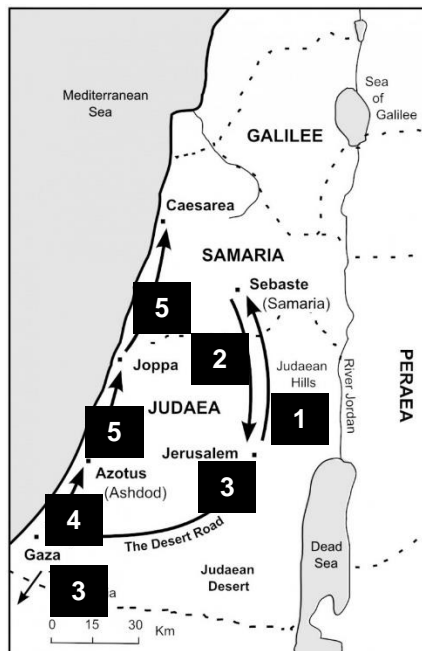 Mediterranean
Sea
Sea
of
Galilee
GALILEE
Caesarea
SAMARIA
Sebaste
(Samaria)
5
2
Joppa
Judaean
Hills
River Jordan
PERAEA
1
JUDAEA
5
Jerusalem
3
Azotus
(Ashdod)
4
The Desert Road
Gaza
Dead
Sea
3
Judaean
Desert
0 15 30
Km